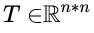 T ∈ ℝ^{n*n}